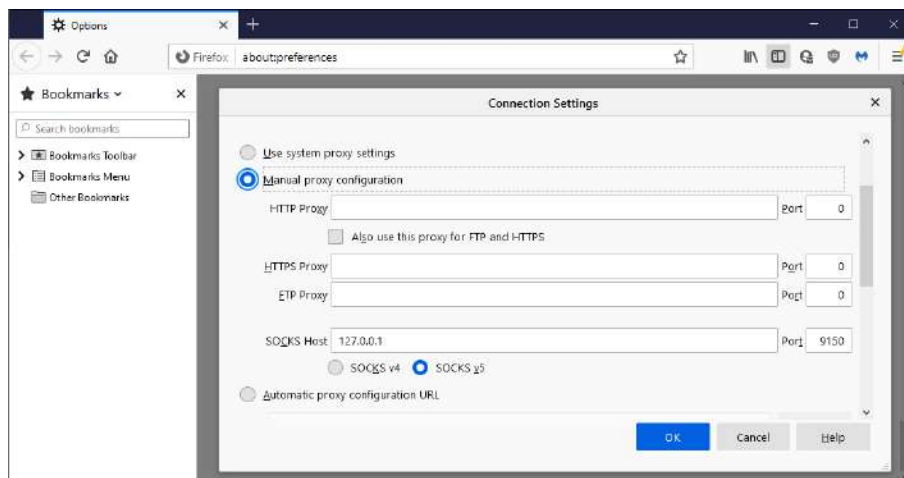 Options
Firefox about:preferences
Bookmarks
Connection Settings
Search bookmarks
Bookmarks Toolbar
Bookmarks Menu
Other Bookmarks
Use system proxy settings
Manual proxy configuration
HTTP Proxy Port 0
Also use this proxy for FTP and HTTPS
HTTPS Proxy Port 0
FTP Proxy Port 0
SOCKS Host 127.0.0.1 Port 9150
SOCKS v4 SOCKS v5
Automatic proxy configuration URL
OK Cancel Help